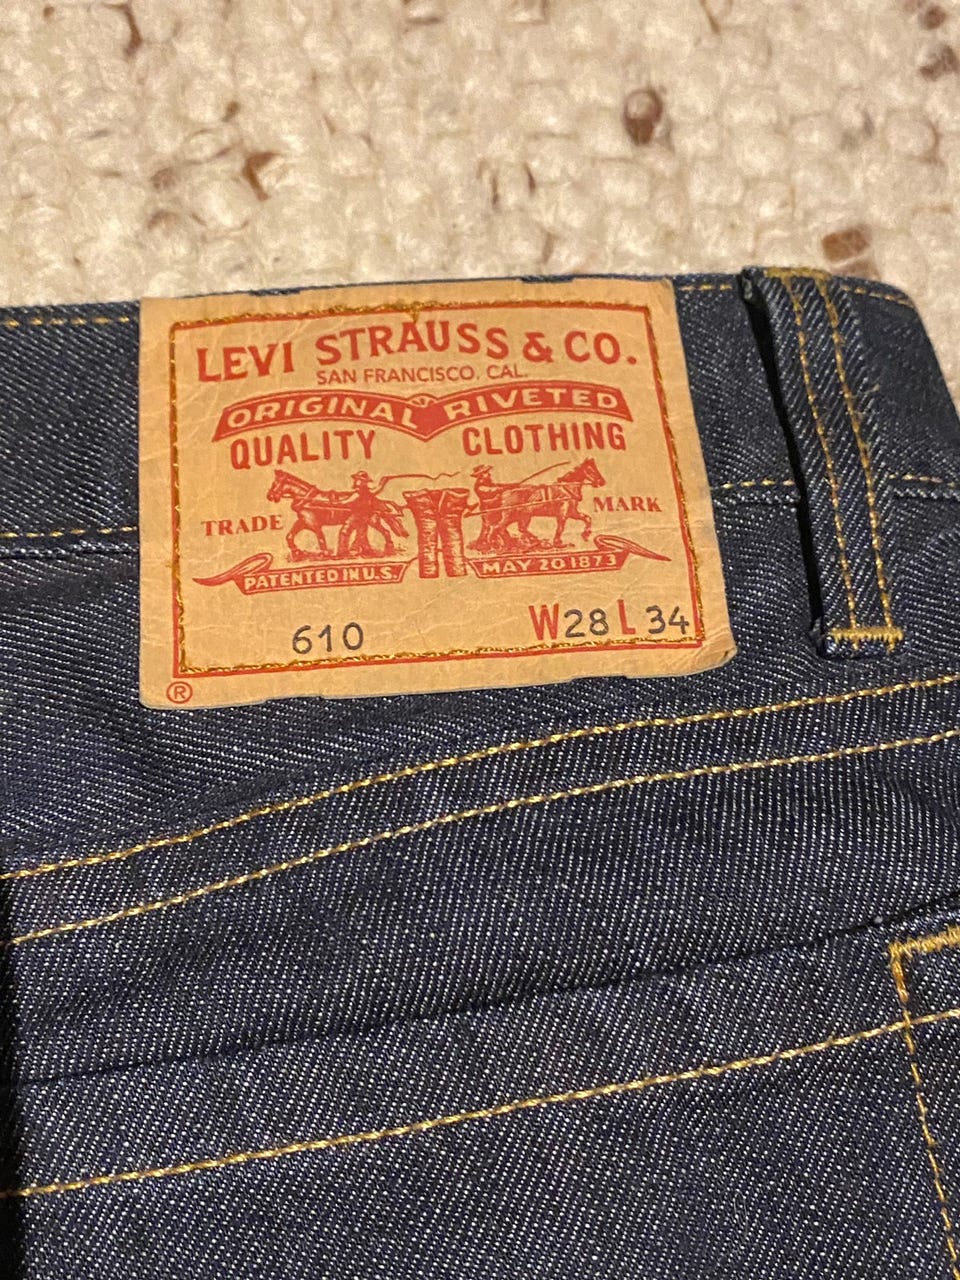 LEVI STRAUSS & CO.
SAN FRANCISCO, CAL.
ORIGINAL RIVETED
QUALITY CLOTHING
TRADE MARK
PATENTED IN U.S. MAY 20 1873
610 W28 L34
®